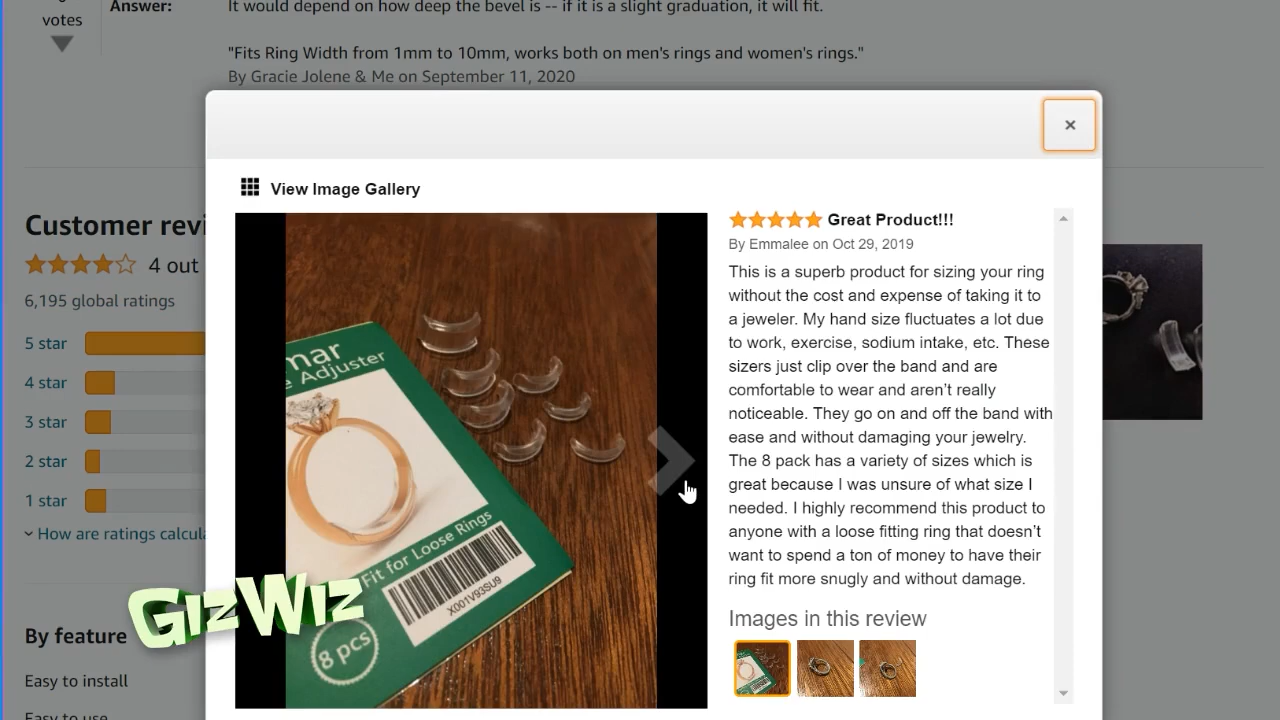 votes
Answer:
It would depend on how deep the bevel is -- if it is a slight graduation, it will fit.
"Fits Ring Width from 1mm to 10mm, works both on men's rings and women's rings."
By Gracie Jolene & Me on September 11, 2020
×
View Image Gallery
Customer revi
4 out
6,195 global ratings
5 star
4 star
3 star
2 star
1 star
How are ratings calcula
By feature
Easy to install
Easy to use
GizWiz
mar
e Adjuster
Fit for Loose Rings
X001V93SU9
8 pcs
Great Product!!!
By Emmalee on Oct 29, 2019
This is a superb product for sizing your ring
without the cost and expense of taking it to
a jeweler. My hand size fluctuates a lot due
to work, exercise, sodium intake, etc. These
sizers just clip over the band and are
comfortable to wear and aren’t really
noticeable. They go on and off the band with
ease and without damaging your jewelry.
The 8 pack has a variety of sizes which is
great because I was unsure of what size I
needed. I highly recommend this product to
anyone with a loose fitting ring that doesn’t
want to spend a ton of money to have their
ring fit more snugly and without damage.
Images in this review